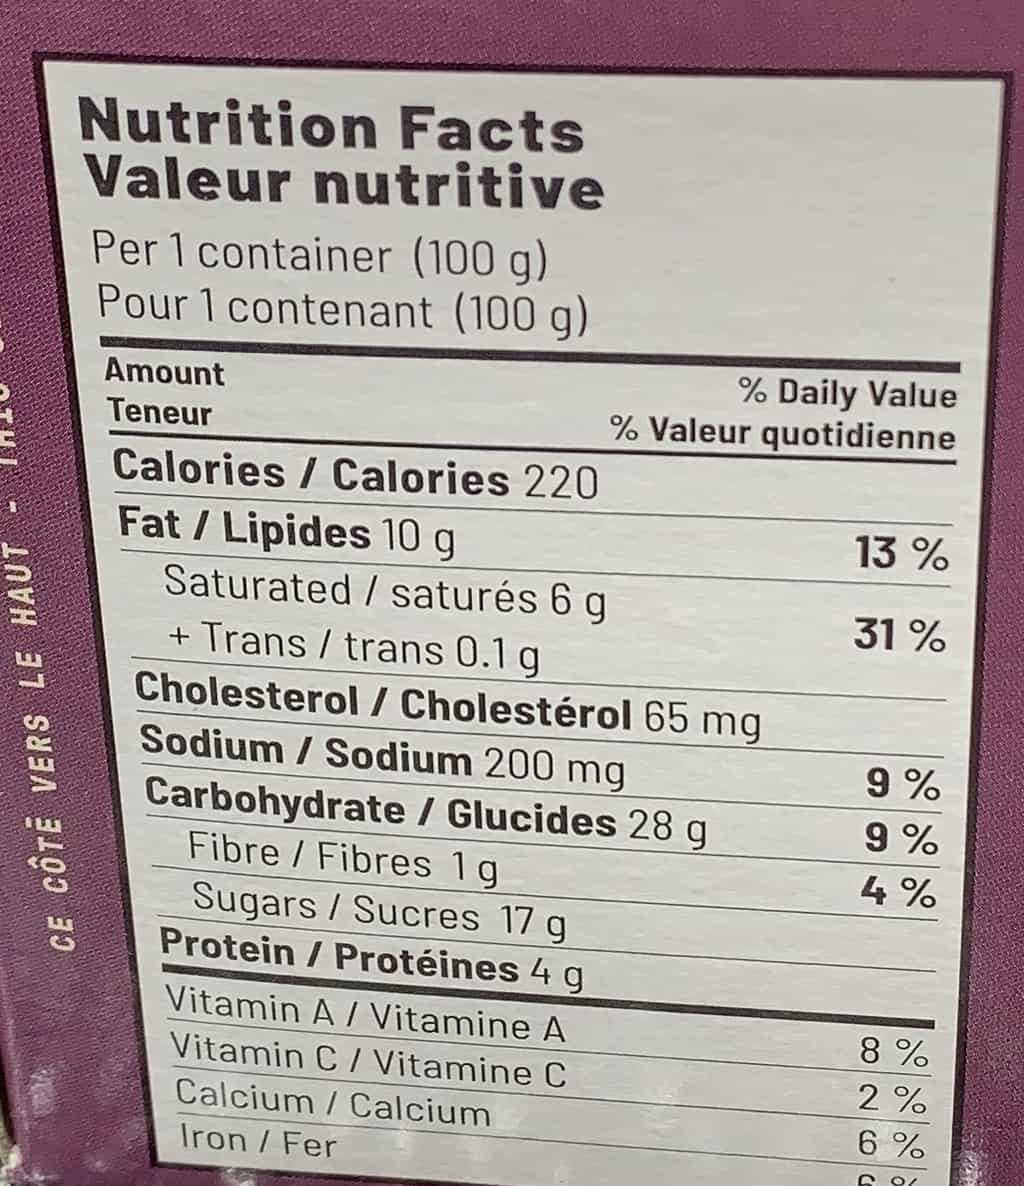 Nutrition Facts
Valeur nutritive
Per 1 container (100 g)
Pour 1 contenant (100 g)
Amount % Daily Value
Teneur % Valeur quotidienne
Calories / Calories 220
Fat / Lipides 10 g 13 %
Saturated / saturés 6 g
+ Trans / trans 0.1 g 31 %
Cholesterol / Cholestérol 65 mg
Sodium / Sodium 200 mg 9 %
Carbohydrate / Glucides 28 g 9 %
Fibre / Fibres 1 g 4 %
Sugars / Sucres 17 g
Protein / Protéines 4 g
Vitamin A / Vitamine A 8 %
Vitamin C / Vitamine C 2 %
Calcium / Calcium 6 %
Iron / Fer
CE CÔTÉ VERS LE HAUT -